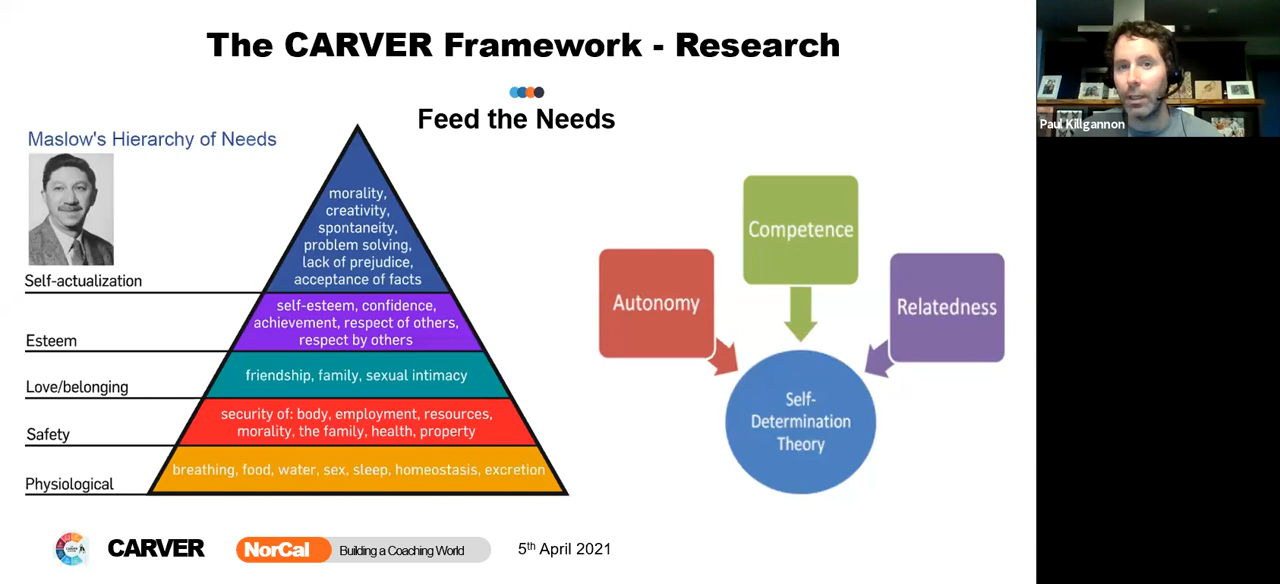 The CARVER Framework - Research
Feed the Needs
Maslow's Hierarchy of Needs
morality,
creativity,
spontaneity,
problem solving,
lack of prejudice,
acceptance of facts
Self-actualization
self-esteem, confidence,
achievement, respect of others,
respect by others
Esteem
friendship, family, sexual intimacy
Love/belonging
security of: body, employment, resources,
morality, the family, health, property
Safety
breathing, food, water, sex, sleep, homeostasis, excretion
Physiological
Competence
Autonomy
Relatedness
Self-
Determination
Theory
CARVER
NorCal
Building a Coaching World
5th April 2021
Paul Killgannon